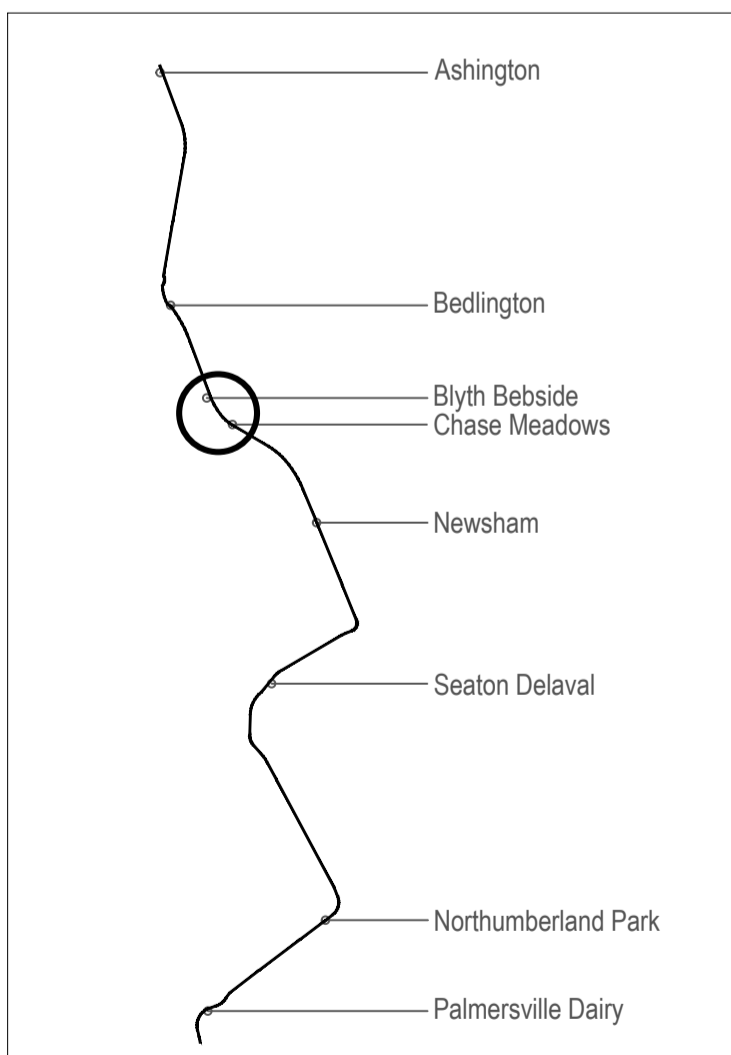 Ashington
Bedlington
Blyth Bebside
Chase Meadows
Newsham
Seaton Delaval
Northumberland Park
Palmersville Dairy